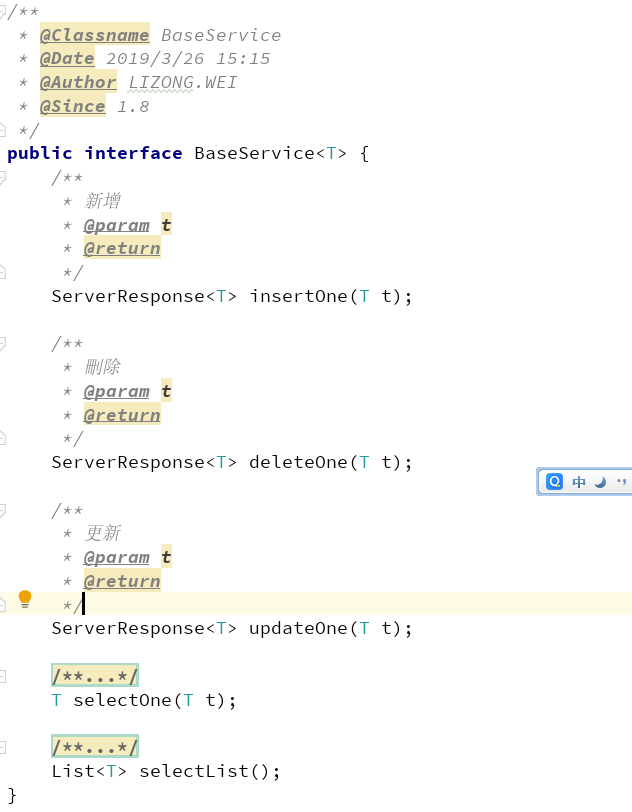 /**
 * @Classname BaseService
 * @Date 2019/3/26 15:15
 * @Author LIZONG.WEI
 * @Since 1.8
 */
public interface BaseService<T> {
    /**
     * 新增
     * @param t
     * @return
     */
    ServerResponse<T> insertOne(T t);

    /**
     * 刪除
     * @param t
     * @return
     */
    ServerResponse<T> deleteOne(T t);
中

    /**
     * 更新
     * @param t
     * @return
     */
    ServerResponse<T> updateOne(T t);

    /**...*/
    T selectOne(T t);

    /**...*/
    List<T> selectList();
}